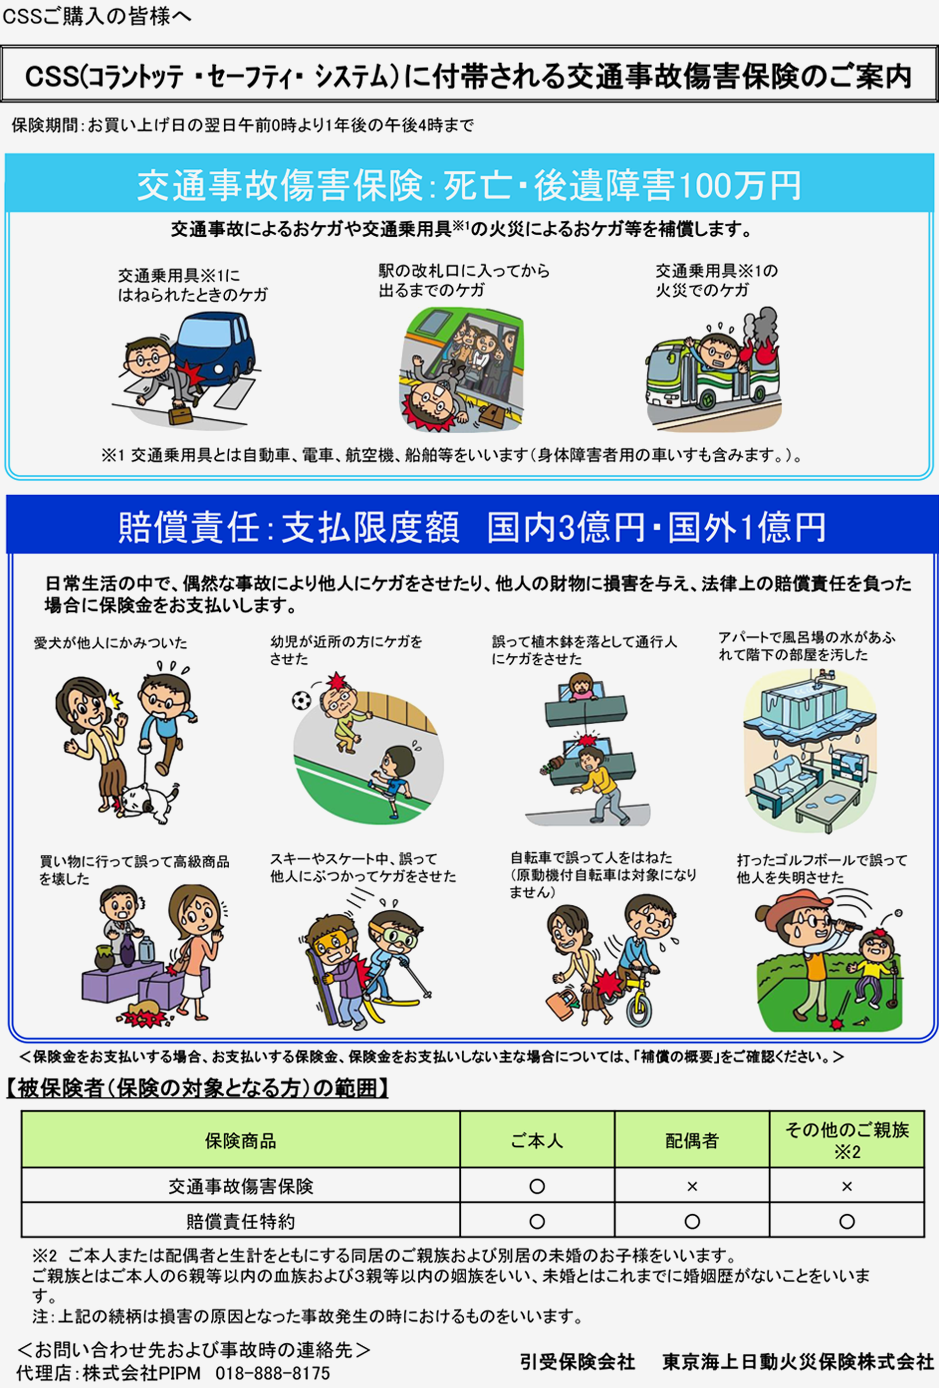 CSSご購入の皆様へ
CSS(コラントッテ ・セーフティ・ システム)に付帯される交通事故傷害保険のご案内
保険期間：お買い上げ日の翌日午前0時より1年後の午後4時まで
交通事故傷害保険：死亡・後遺障害100万円
交通事故によるおケガや交通乗用具※1の火災によるおケガ等を補償します。
交通乗用具※1に
はねられたときのケガ
駅の改札口に入ってから
出るまでのケガ
交通乗用具※1の
火災でのケガ
※1 交通乗用具とは自動車、電車、航空機、船舶等をいいます（身体障害者用の車いすも含みます。）。
賠償責任：支払限度額　国内3億円・国外1億円
日常生活の中で、偶然な事故により他人にケガをさせたり、他人の財物に損害を与え、法律上の賠償責任を負った
場合に保険金をお支払いします。
愛犬が他人にかみついた
幼児が近所の方にケガを
させた
誤って植木鉢を落として通行人
にケガをさせた
アパートで風呂場の水があふ
れて階下の部屋を汚した
買い物に行って誤って高級商品
を壊した
スキーやスケート中、誤って
他人にぶつかってケガをさせた
自転車で誤って人をはねた
（原動機付自転車は対象になり
ません）
打ったゴルフボールで誤って
他人を失明させた
＜保険金をお支払いする場合、お支払いする保険金、保険金をお支払いしない主な場合については、「補償の概要」をご確認ください。＞
【被保険者（保険の対象となる方）の範囲】
保険商品 ご本人 配偶者 その他のご親族
※2
交通事故傷害保険 ○ × ×
賠償責任特約 ○ ○ ○
※2　ご本人または配偶者と生計をともにする同居のご親族および別居の未婚のお子様をいいます。
ご親族とはご本人の６親等以内の血族および３親等以内の姻族をいい、未婚とはこれまでに婚姻歴がないことをいいま
す。
注：上記の続柄は損害の原因となった事故発生の時におけるものをいいます。
＜お問い合わせ先および事故時の連絡先＞
代理店：株式会社PIPM　018-888-8175
引受保険会社　東京海上日動火災保険株式会社